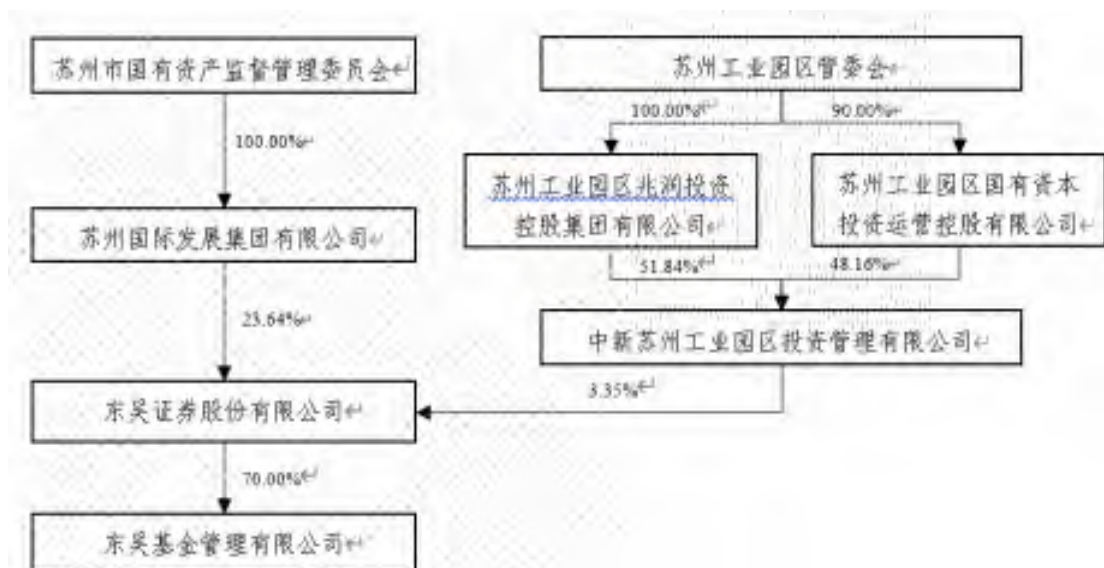 苏州市国有资产监督管理委员会
100.00%
苏州国际发展集团有限公司
23.64%
东吴证券股份有限公司
70.00%
东吴基金管理有限公司
苏州工业园区管委会
100.00%
90.00%
苏州工业园区兆润投资
控股集团有限公司
苏州工业园区国有资本
投资运营控股有限公司
51.84%
48.16%
中新苏州工业园区投资管理有限公司
3.35%